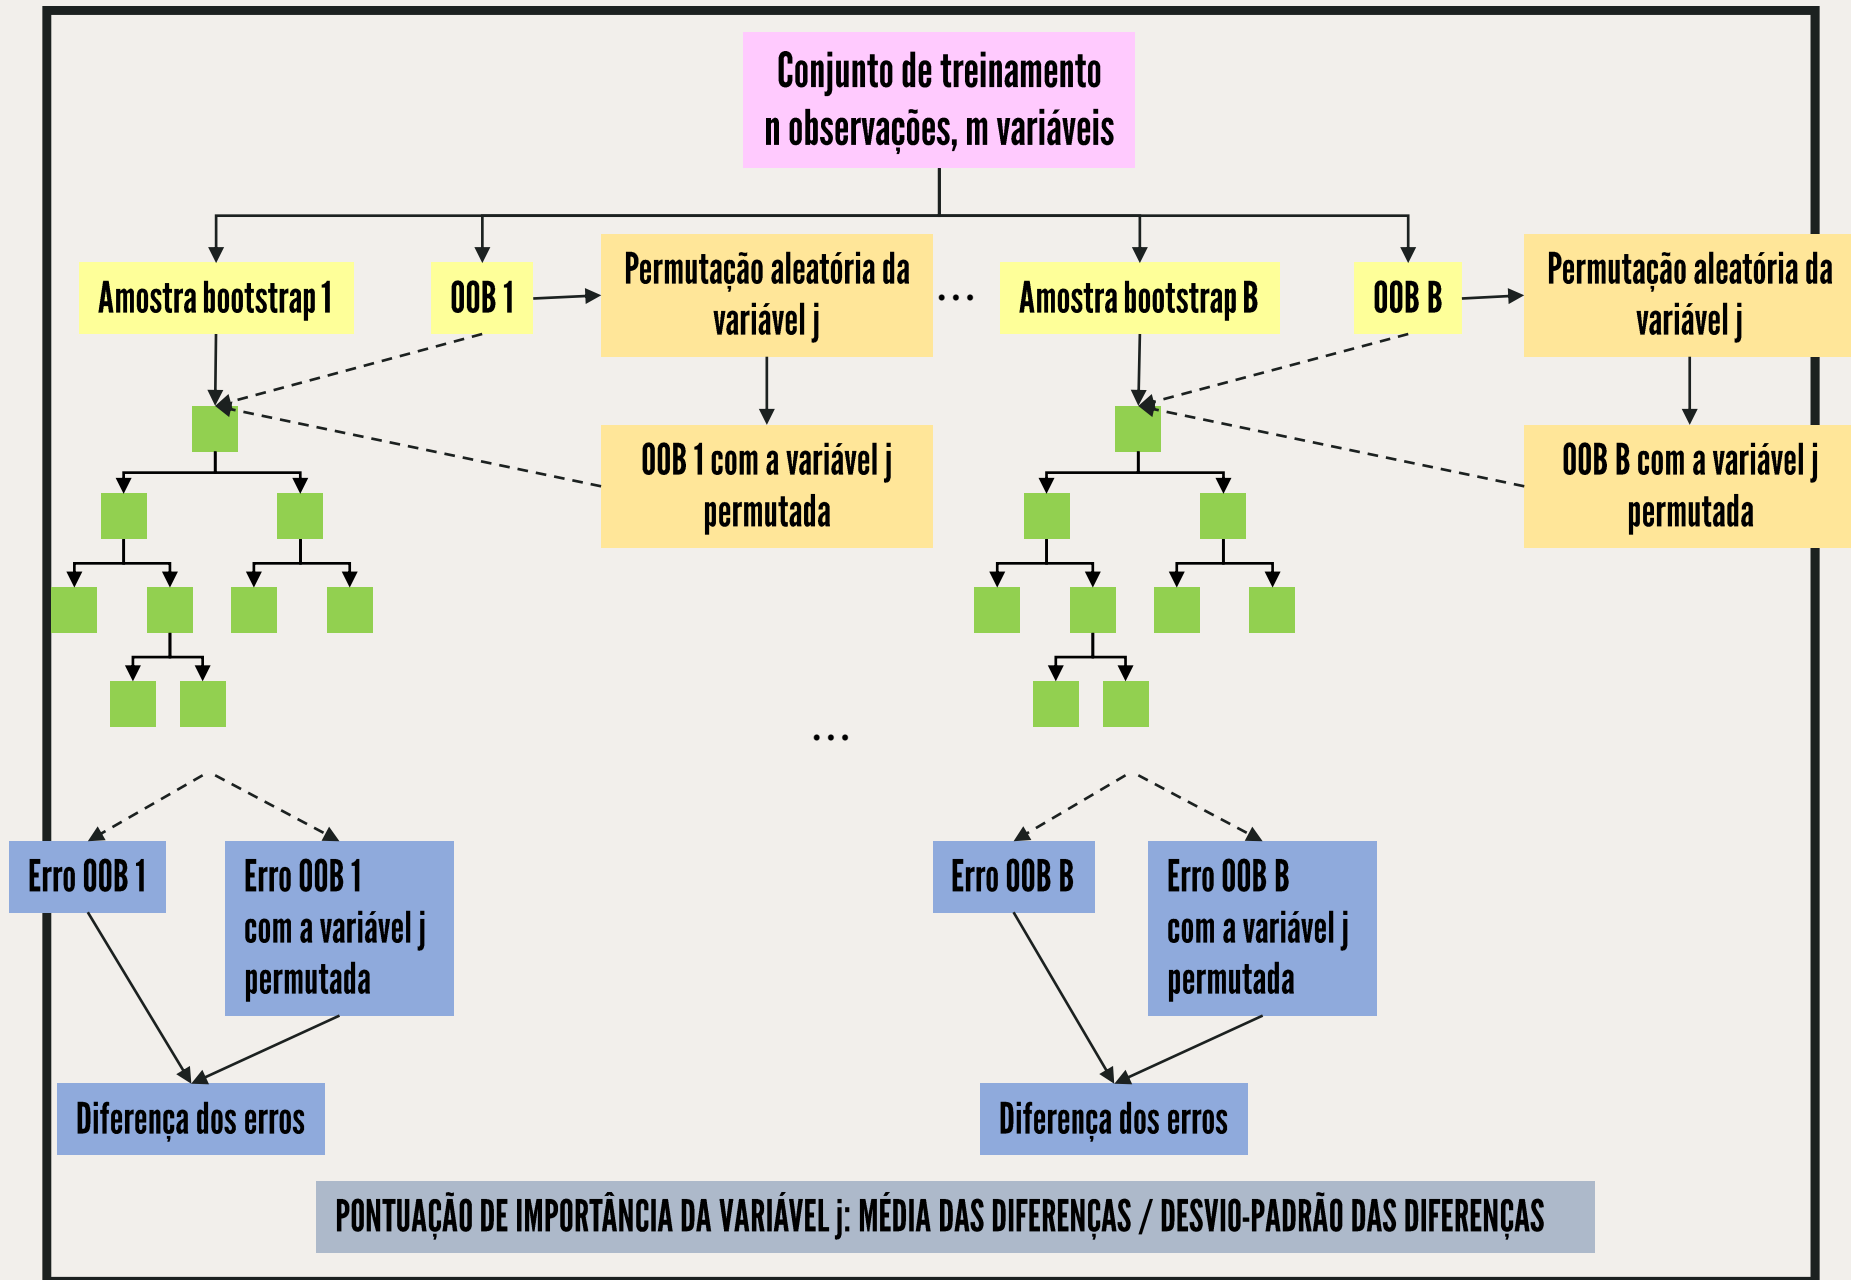 Conjunto de treinamento
n observações, m variáveis
Amostra bootstrap 1
OOB 1
Permutação aleatória da
variável j
...
Amostra bootstrap B
OOB B
Permutação aleatória da
variável j
OOB 1 com a variável j
permutada
OOB B com a variável j
permutada
...
Erro OOB 1
Erro OOB 1
com a variável j
permutada
Erro OOB B
Erro OOB B
com a variável j
permutada
Diferença dos erros
Diferença dos erros
PONTUAÇÃO DE IMPORTÂNCIA DA VARIÁVEL j: MÉDIA DAS DIFERENÇAS / DESVIO-PADRÃO DAS DIFERENÇAS